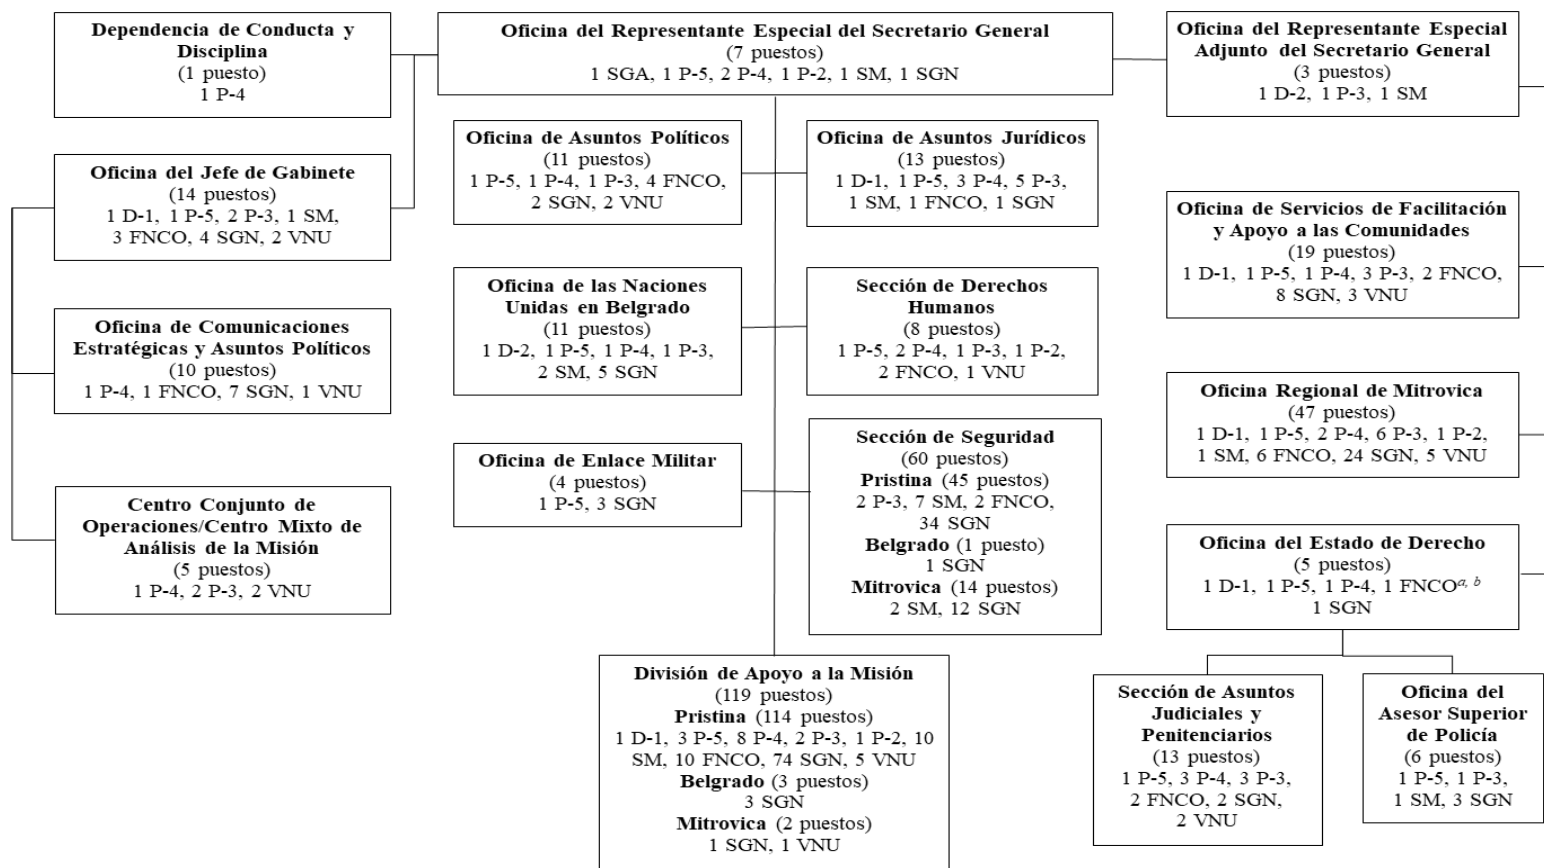 Dependencia de Conducta y
Disciplina
(1 puesto)
1 P-4
Oficina del Representante Especial del Secretario General
(7 puestos)
1 SGA, 1 P-5, 2 P-4, 1 P-2, 1 SM, 1 SGN
Oficina del Representante Especial
Adjunto del Secretario General
(3 puestos)
1 D-2, 1 P-3, 1 SM
Oficina del Jefe de Gabinete
(14 puestos)
1 D-1, 1 P-5, 2 P-3, 1 SM,
3 FNCO, 4 SGN, 2 VNU
Oficina de Asuntos Políticos
(11 puestos)
1 P-5, 1 P-4, 1 P-3, 4 FNCO,
2 SGN, 2 VNU
Oficina de Asuntos Jurídicos
(13 puestos)
1 D-1, 1 P-5, 3 P-4, 5 P-3,
1 SM, 1 FNCO, 1 SGN
Oficina de Servicios de Facilitación
y Apoyo a las Comunidades
(19 puestos)
1 D-1, 1 P-5, 1 P-4, 3 P-3, 2 FNCO,
8 SGN, 3 VNU
Oficina de Comunicaciones
Estratégicas y Asuntos Políticos
(10 puestos)
1 P-4, 1 FNCO, 7 SGN, 1 VNU
Oficina de las Naciones
Unidas en Belgrado
(11 puestos)
1 D-2, 1 P-5, 1 P-4, 1 P-3,
2 SM, 5 SGN
Sección de Derechos
Humanos
(8 puestos)
1 P-5, 2 P-4, 1 P-3, 1 P-2,
2 FNCO, 1 VNU
Oficina Regional de Mitrovica
(47 puestos)
1 D-1, 1 P-5, 2 P-4, 6 P-3, 1 P-2,
1 SM, 6 FNCO, 24 SGN, 5 VNU
Centro Conjunto de
Operaciones/Centro Mixto de
Análisis de la Misión
(5 puestos)
1 P-4, 2 P-3, 2 VNU
Oficina de Enlace Militar
(4 puestos)
1 P-5, 3 SGN
Sección de Seguridad
(60 puestos)
Pristina (45 puestos)
2 P-3, 7 SM, 2 FNCO,
34 SGN
Belgrado (1 puesto)
1 SGN
Mitrovica (14 puestos)
2 SM, 12 SGN
Oficina del Estado de Derecho
(5 puestos)
1 D-1, 1 P-5, 1 P-4, 1 FNCO a, b
1 SGN
División de Apoyo a la Misión
(119 puestos)
Pristina (114 puestos)
1 D-1, 3 P-5, 8 P-4, 2 P-3, 1 P-2, 10
SM, 10 FNCO, 74 SGN, 5 VNU
Belgrado (3 puestos)
3 SGN
Mitrovica (2 puestos)
1 SGN, 1 VNU
Sección de Asuntos
Judiciales y
Penitenciarios
(13 puestos)
1 P-5, 3 P-4, 3 P-3,
2 FNCO, 2 SGN,
2 VNU
Oficina del
Asesor Superior
de Policía
(6 puestos)
1 P-5, 1 P-3,
1 SM, 3 SGN